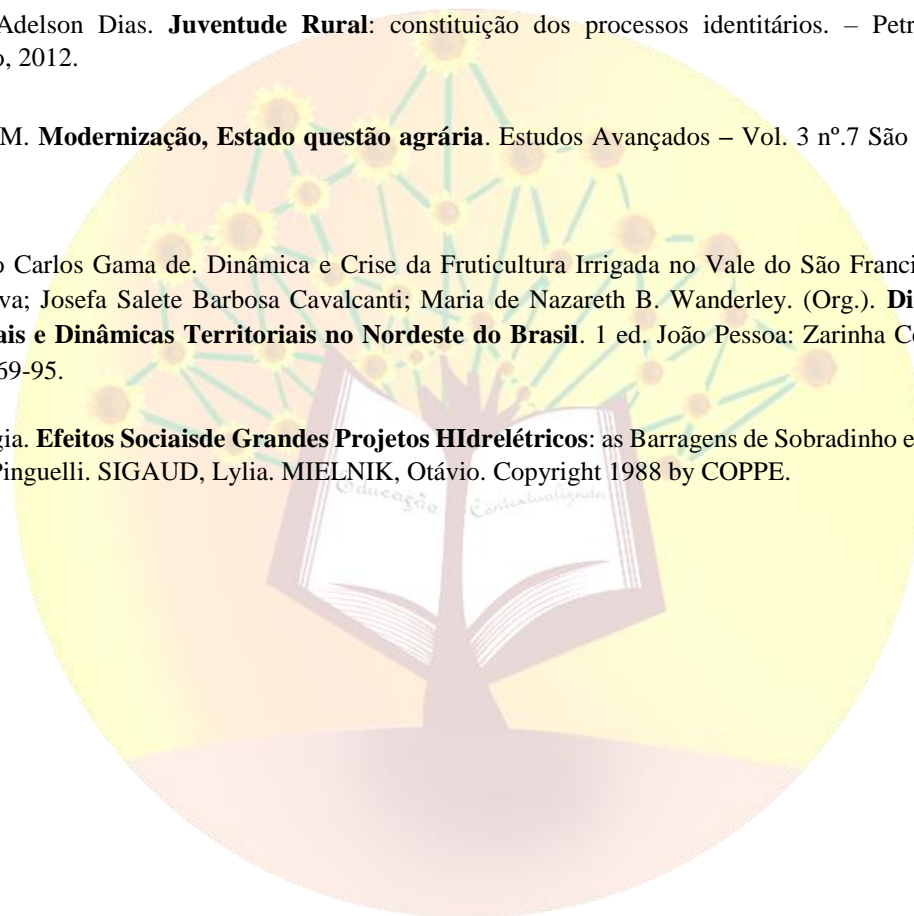 Adelson Dias. Juventude Rural: constituição dos processos identitários. – Petr
o, 2012.
M. Modernização, Estado questão agrária. Estudos Avançados – Vol. 3 nº.7 São
o Carlos Gama de. Dinâmica e Crise da Fruticultura Irrigada no Vale do São Franci
va; Josefa Salete Barbosa Cavalcanti; Maria de Nazareth B. Wanderley. (Org.). Di
ais e Dinâmicas Territoriais no Nordeste do Brasil. 1 ed. João Pessoa: Zarinha Ce
69-95.
gia. Efeitos Sociaisde Grandes Projetos HIdrelétricos: as Barragens de Sobradinho e
Pinguelli. SIGAUD, Lylia. MIELNIK, Otávio. Copyright 1988 by COPPE.
Educação Contextualizada